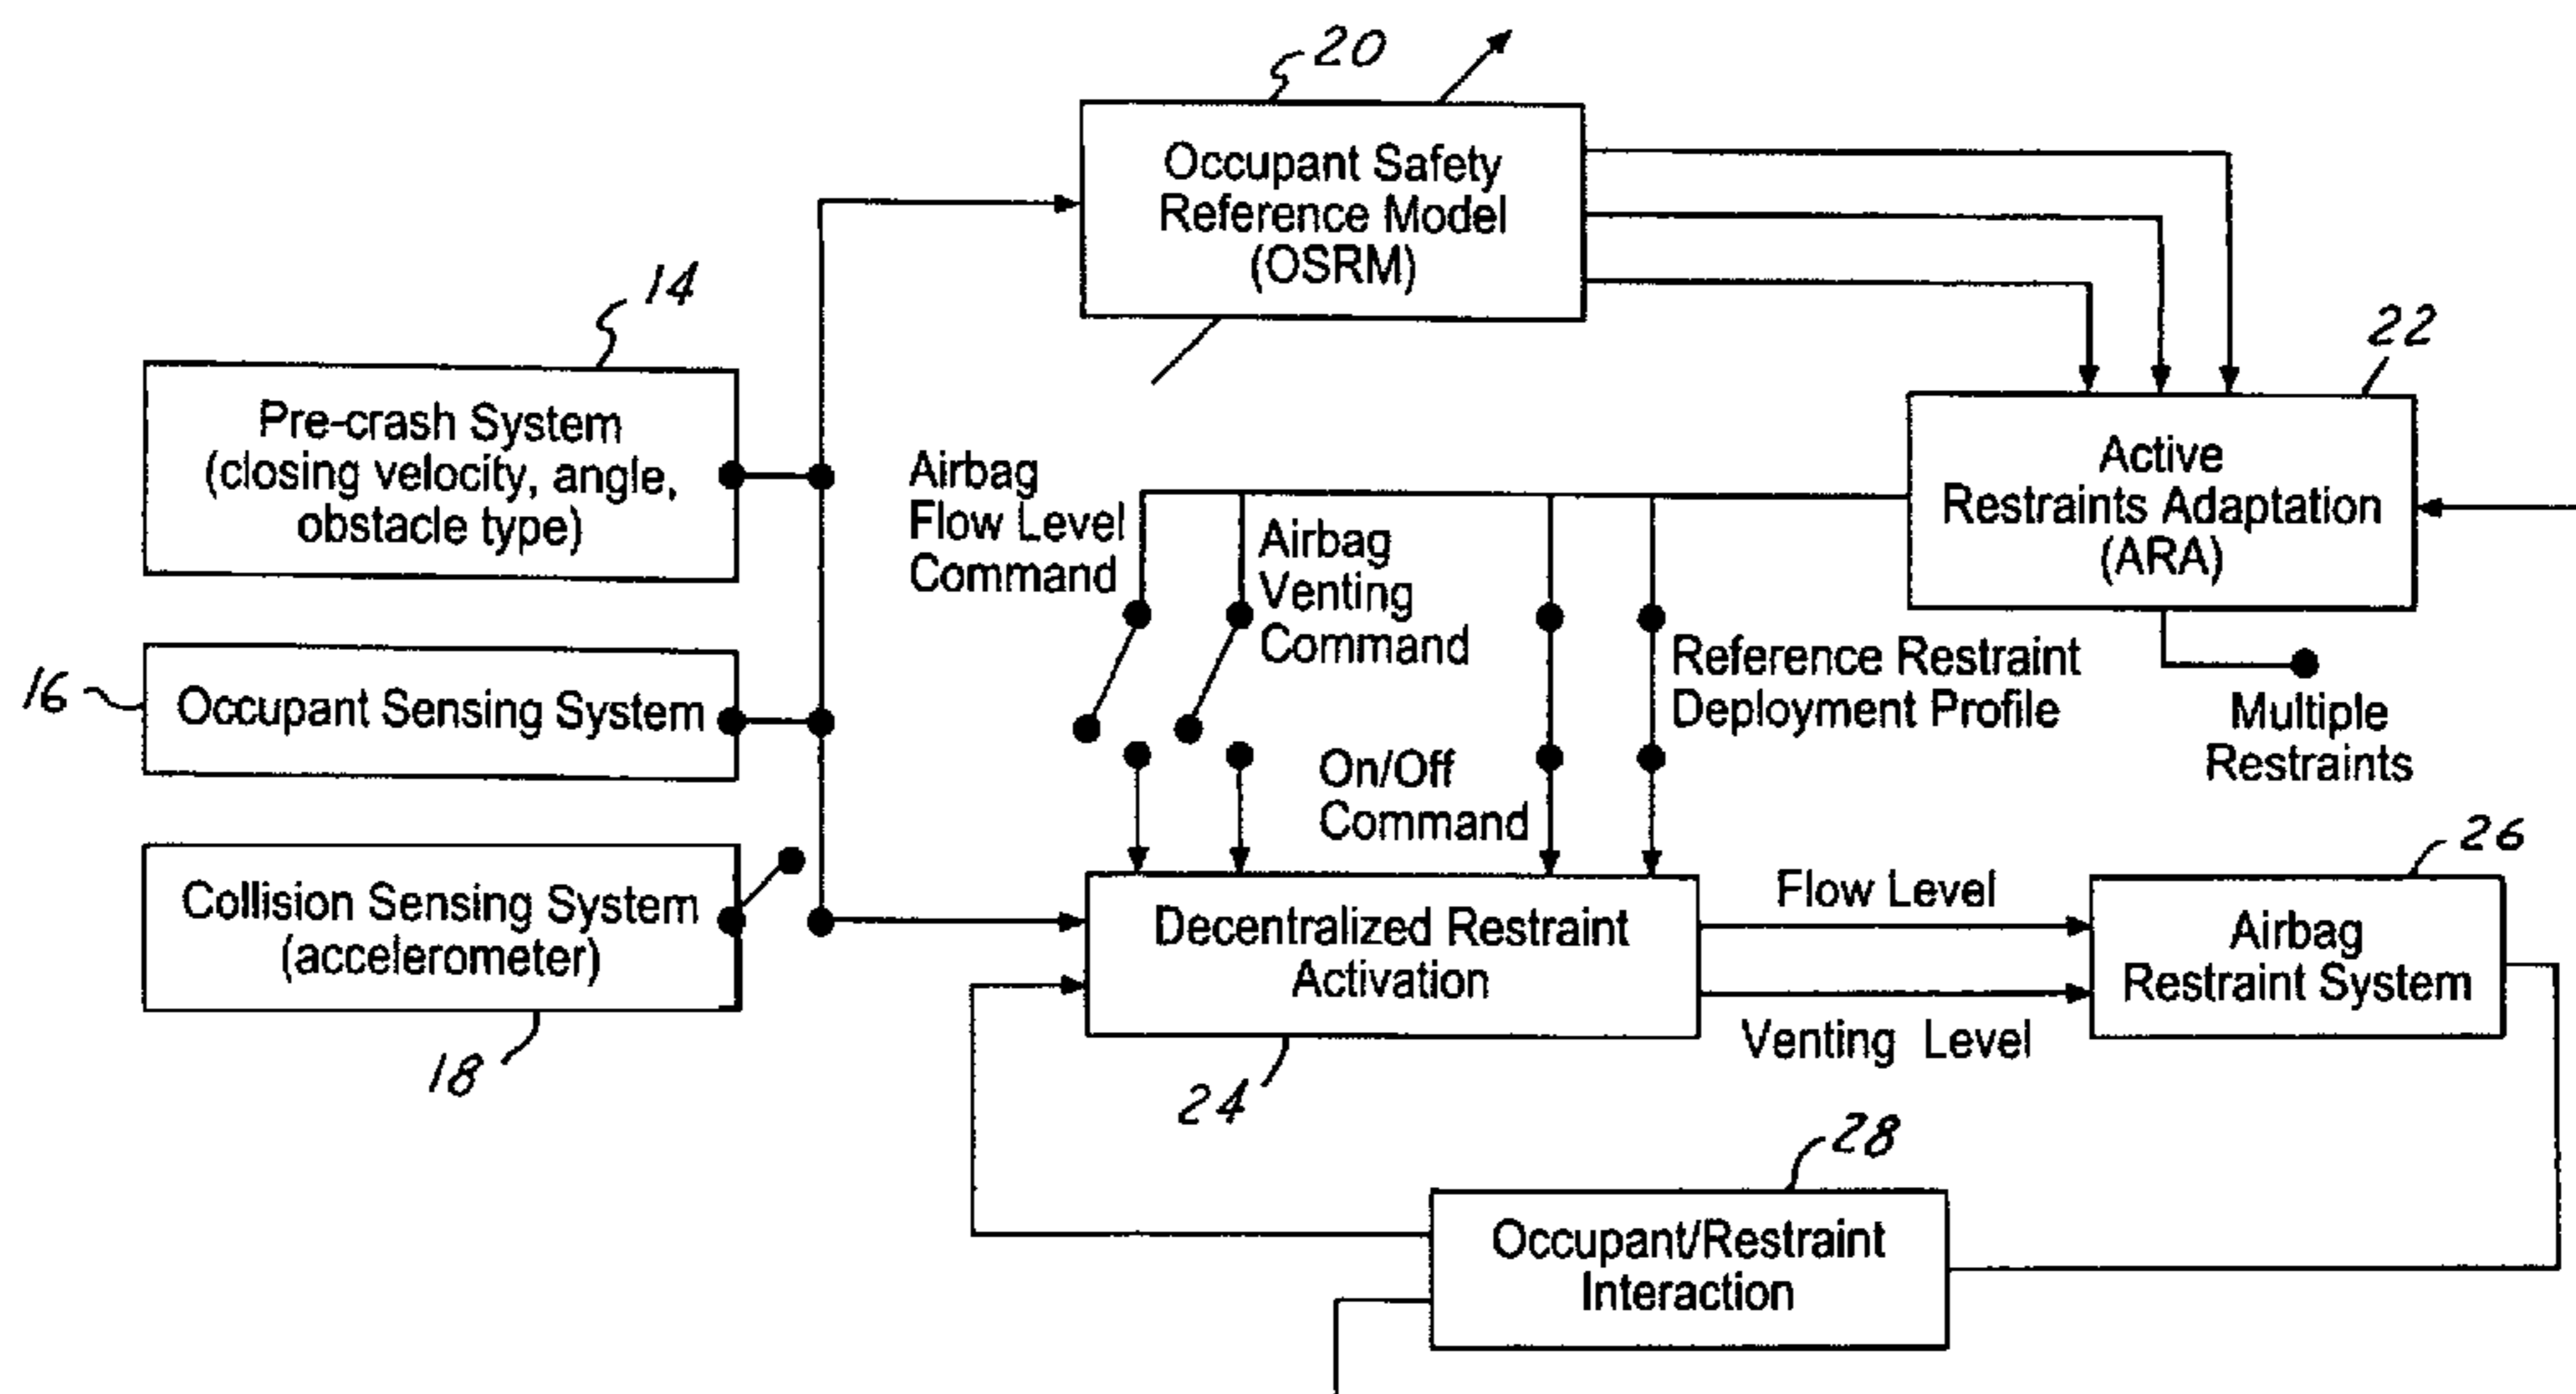 20
Occupant Safety
Reference Model
(OSRM)
14
22
Pre-crash System
(closing velocity, angle,
obstacle type)
Active
Restraints Adaptation
(ARA)
Airbag
Flow Level
Command
Airbag
Venting
Command
Reference Restraint
Deployment Profile
Multiple
Restraints
16
Occupant Sensing System
On/Off
Command
26
Collision Sensing System
(accelerometer)
18
Decentralized Restraint
Activation
24
Flow Level
Venting Level
Airbag
Restraint System
28
Occupant/Restraint
Interaction